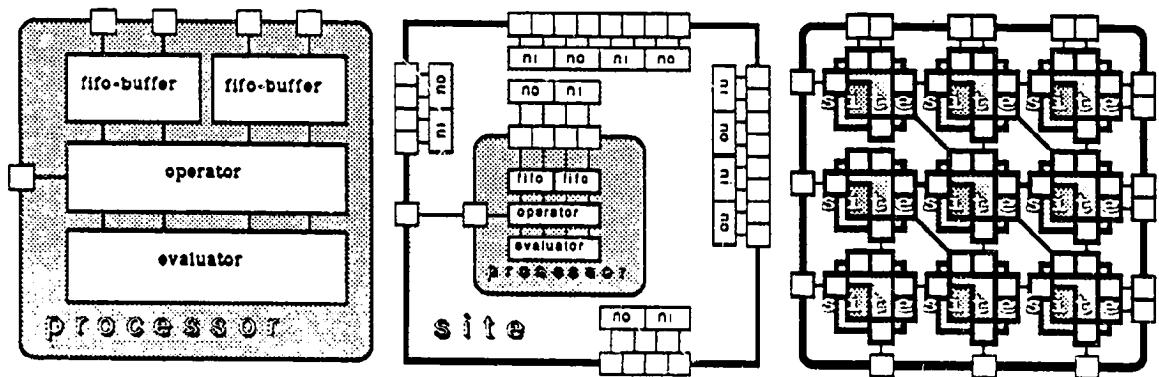 fifo-buffer fifo-buffer
operator
evaluator
processor
ni no ni no
no
ni
no ni
fifo fifo
operator
evaluator
processor
ni
no
ni
no
no ni
site
site site site
site site site
site site site